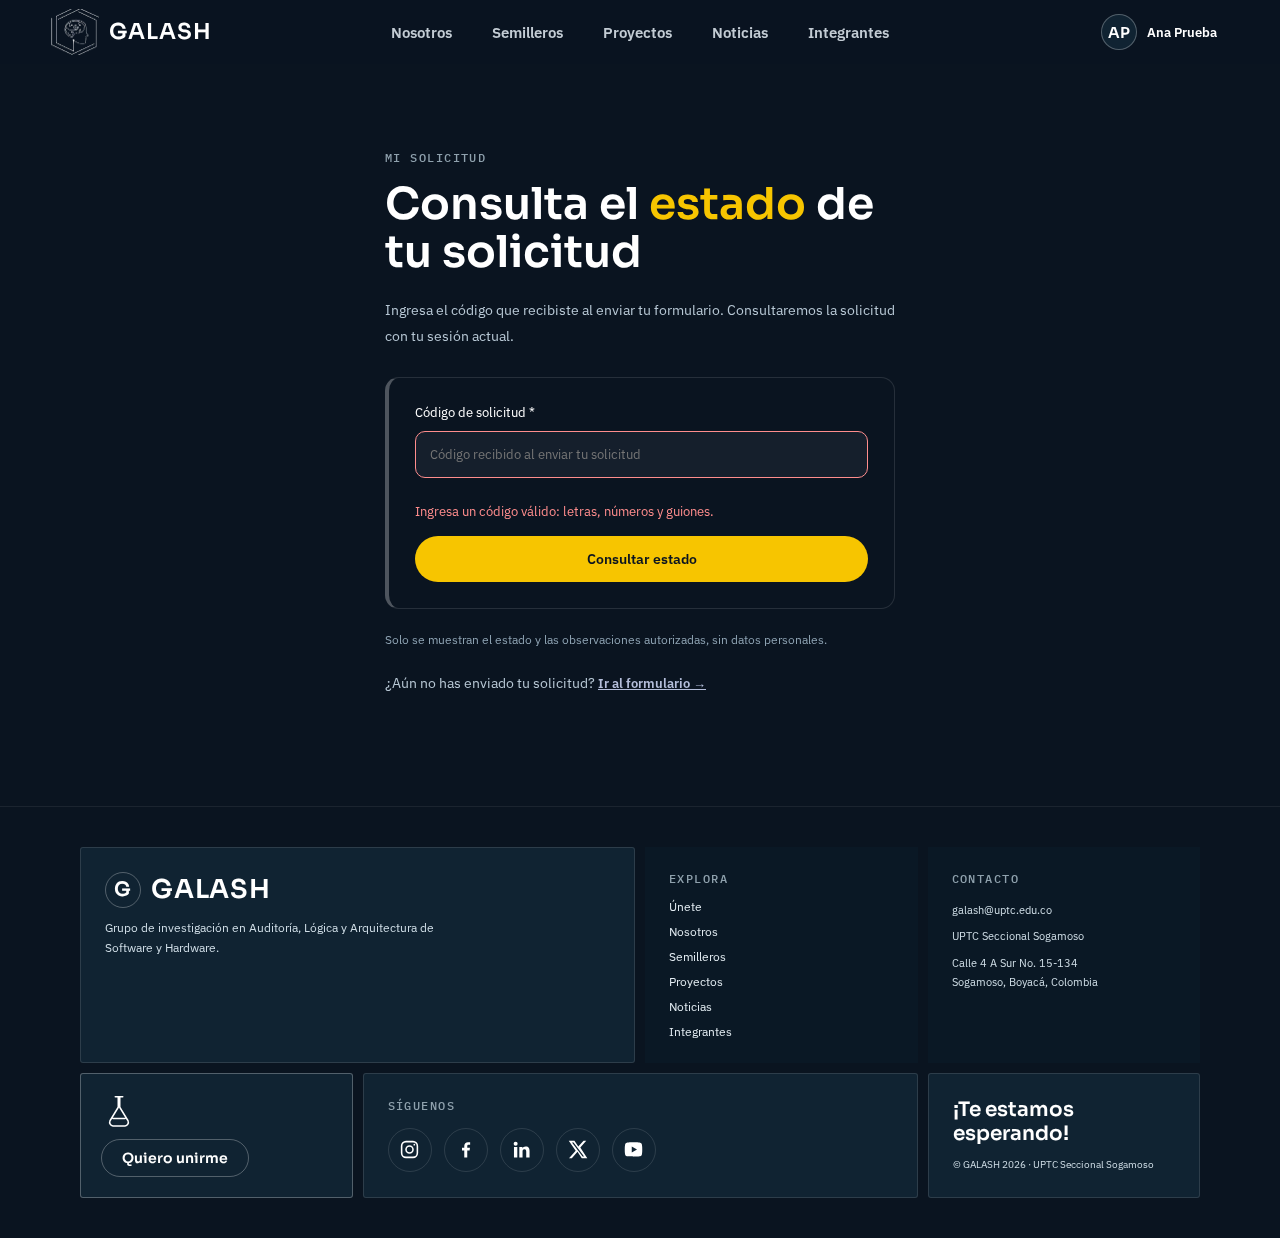 GALASH
Nosotros
Semilleros
Proyectos
Noticias
Integrantes
AP
Ana Prueba
MI SOLICITUD
Consulta el estado de
tu solicitud
Ingresa el código que recibiste al enviar tu formulario. Consultaremos la solicitud
con tu sesión actual.
Código de solicitud *
Código recibido al enviar tu solicitud
Ingresa un código válido: letras, números y guiones.
Consultar estado
Solo se muestran el estado y las observaciones autorizadas, sin datos personales.
¿Aún no has enviado tu solicitud? Ir al formulario →
G GALASH
Grupo de investigación en Auditoría, Lógica y Arquitectura de
Software y Hardware.
EXPLORA
Únete
Nosotros
Semilleros
Proyectos
Noticias
Integrantes
CONTACTO
galash@uptc.edu.co
UPTC Seccional Sogamoso
Calle 4 A Sur No. 15-134
Sogamoso, Boyacá, Colombia
Quiero unirme
SÍGUENOS
¡Te estamos
esperando!
© GALASH 2026 · UPTC Seccional Sogamoso